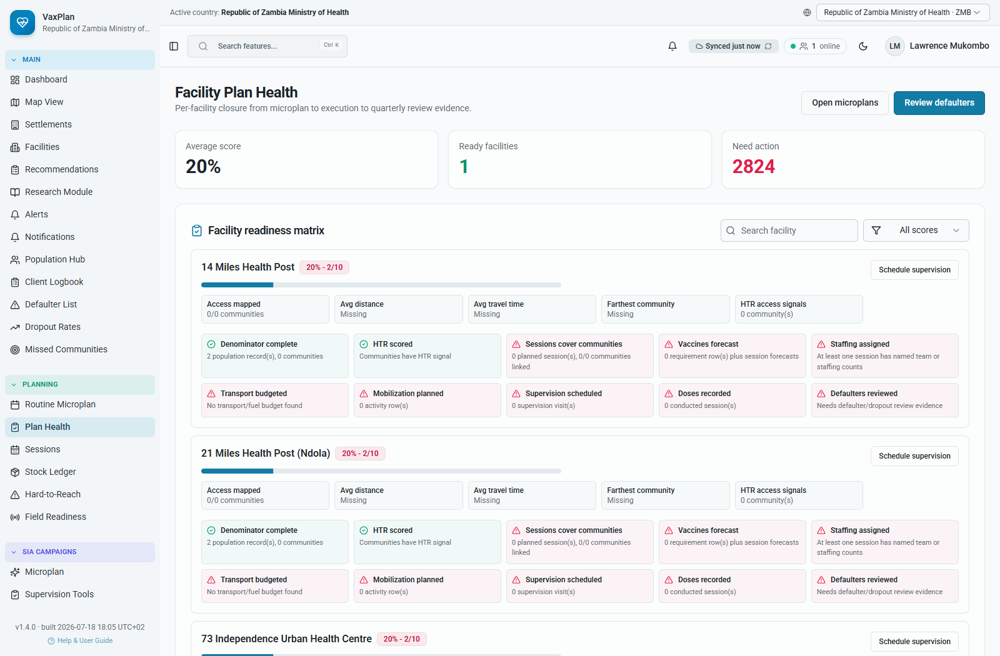 VaxPlan
Republic of Zambia Ministry of...
MAIN
Dashboard
Map View
Settlements
Facilities
Recommendations
Research Module
Alerts
Notifications
Population Hub
Client Logbook
Defaulter List
Dropout Rates
Missed Communities
PLANNING
Routine Microplan
Plan Health
Sessions
Stock Ledger
Hard-to-Reach
Field Readiness
SIA CAMPAIGNS
Microplan
Supervision Tools
v1.4.0 · built 2026-07-18 18:05 UTC+02
Help & User Guide
Active country: Republic of Zambia Ministry of Health
Republic of Zambia Ministry of Health · ZMB
Search features...
Ctrl K
Synced just now
1 online
LM
Lawrence Mukombo
Facility Plan Health
Per-facility closure from microplan to execution to quarterly review evidence.
Open microplans
Review defaulters
Average score
20%
Ready facilities
1
Need action
2824
Facility readiness matrix
Search facility
All scores
14 Miles Health Post
20% - 2/10
Schedule supervision
Access mapped
0/0 communities
Avg distance
Missing
Avg travel time
Missing
Farthest community
Missing
HTR access signals
0 community(s)
Denominator complete
2 population record(s), 0 communities
HTR scored
Communities have HTR signal
Sessions cover communities
0 planned session(s), 0/0 communities
linked
Vaccines forecast
0 requirement row(s) plus session forecasts
Staffing assigned
At least one session has named team or
staffing counts
Transport budgeted
No transport/fuel budget found
Mobilization planned
0 activity row(s)
Supervision scheduled
0 supervision visit(s)
Doses recorded
0 conducted session(s)
Defaulters reviewed
Needs defaulter/dropout review evidence
21 Miles Health Post (Ndola)
20% - 2/10
Schedule supervision
Access mapped
0/0 communities
Avg distance
Missing
Avg travel time
Missing
Farthest community
Missing
HTR access signals
0 community(s)
Denominator complete
2 population record(s), 0 communities
HTR scored
Communities have HTR signal
Sessions cover communities
0 planned session(s), 0/0 communities
linked
Vaccines forecast
0 requirement row(s) plus session forecasts
Staffing assigned
At least one session has named team or
staffing counts
Transport budgeted
No transport/fuel budget found
Mobilization planned
0 activity row(s)
Supervision scheduled
0 supervision visit(s)
Doses recorded
0 conducted session(s)
Defaulters reviewed
Needs defaulter/dropout review evidence
73 Independence Urban Health Centre
20% - 2/10
Schedule supervision